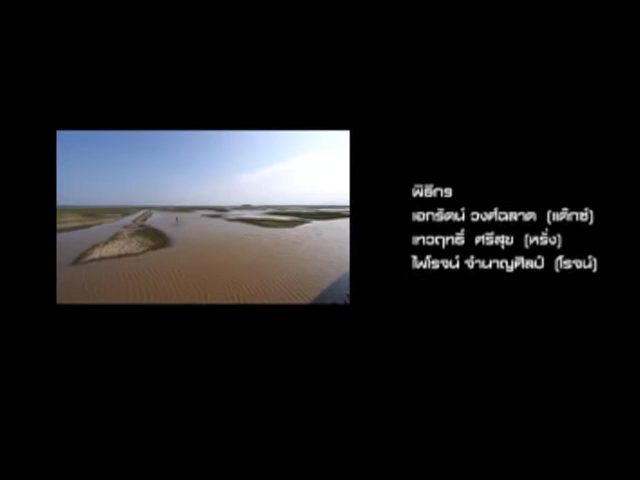 พิธีกร
เอกรัตน์ วงศ์ฉลาด (แด๊กซ์)
เทวฤทธิ์ ศรีสุข (หรั่ง)
ไพโรจน์ ชำนาญศิลป์ (โรจน์)